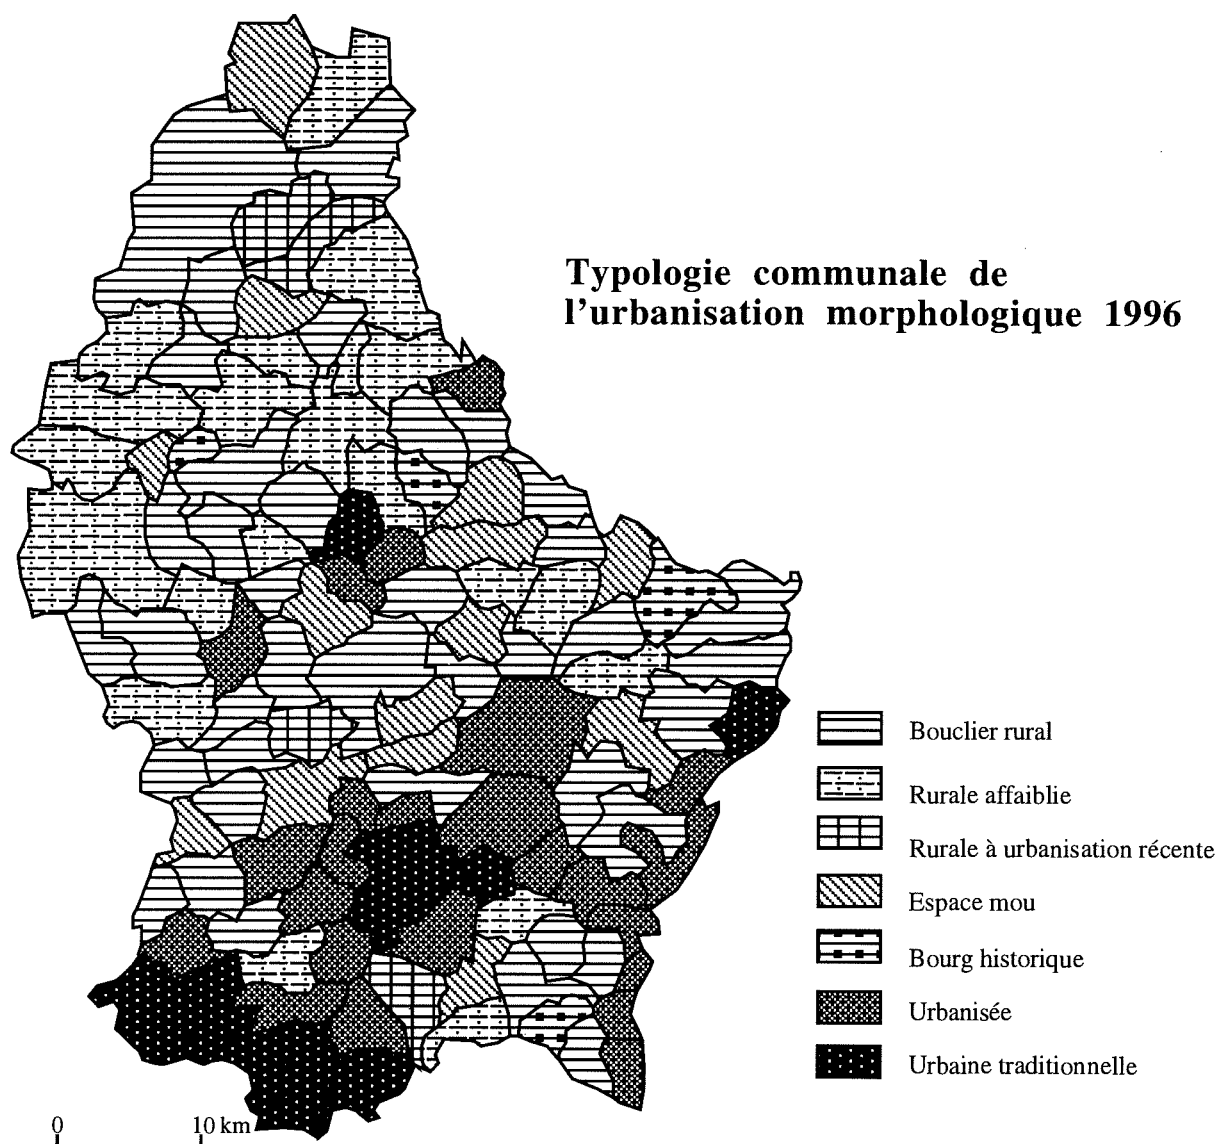 Typologie communale de
l'urbanisation morphologique 1996
Bouclier rural
Rurale affaiblie
Rurale à urbanisation récente
Espace mou
Bourg historique
Urbanisée
Urbaine traditionnelle
0 10 km